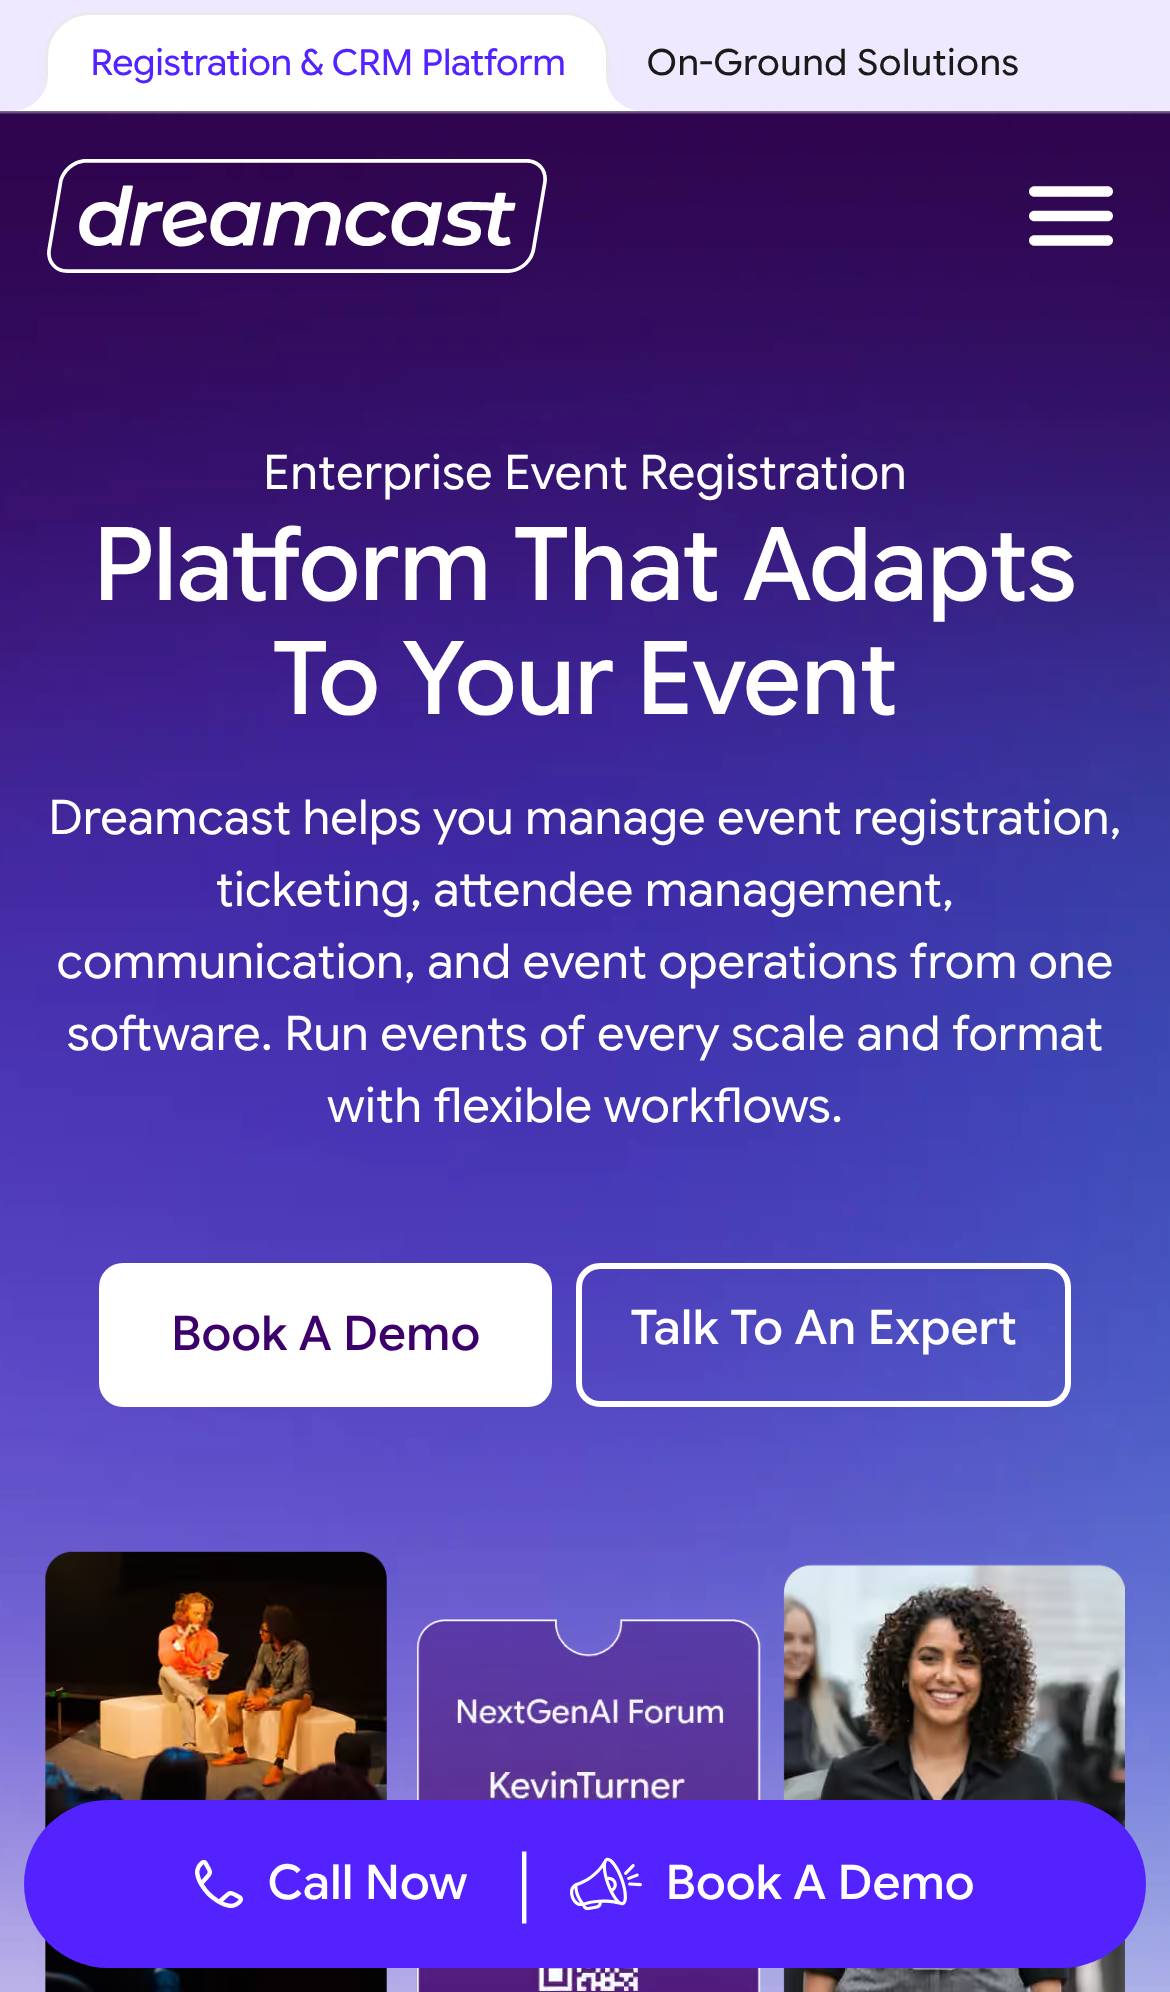 Registration & CRM Platform
On-Ground Solutions
dreamcast
Enterprise Event Registration
Platform That Adapts
To Your Event
Dreamcast helps you manage event registration,
ticketing, attendee management,
communication, and event operations from one
software. Run events of every scale and format
with flexible workflows.
Book A Demo
Talk To An Expert
NextGenAI Forum
KevinTurner
Call Now
Book A Demo